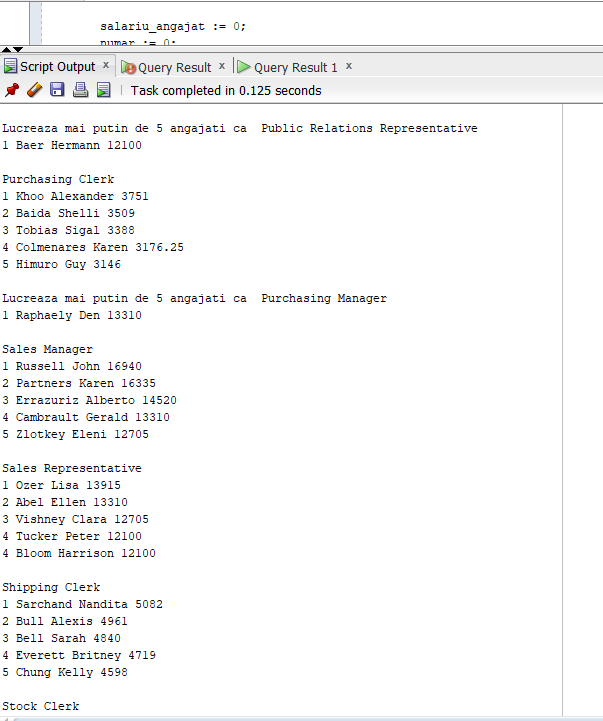 salariu_angajat := 0;
numar := 0;
Script Output x Query Result x Query Result 1 x
Task completed in 0.125 seconds
Lucreaza mai putin de 5 angajati ca  Public Relations Representative
1 Baer Hermann 12100
Purchasing Clerk
1 Khoo Alexander 3751
2 Baida Shelli 3509
3 Tobias Sigal 3388
4 Colmenares Karen 3176.25
5 Himuro Guy 3146
Lucreaza mai putin de 5 angajati ca  Purchasing Manager
1 Raphaely Den 13310
Sales Manager
1 Russell John 16940
2 Partners Karen 16335
3 Errazuriz Alberto 14520
4 Cambrault Gerald 13310
5 Zlotkey Eleni 12705
Sales Representative
1 Ozer Lisa 13915
2 Abel Ellen 13310
3 Vishney Clara 12705
4 Tucker Peter 12100
4 Bloom Harrison 12100
Shipping Clerk
1 Sarchand Nandita 5082
2 Bull Alexis 4961
3 Bell Sarah 4840
4 Everett Britney 4719
5 Chung Kelly 4598
Stock Clerk